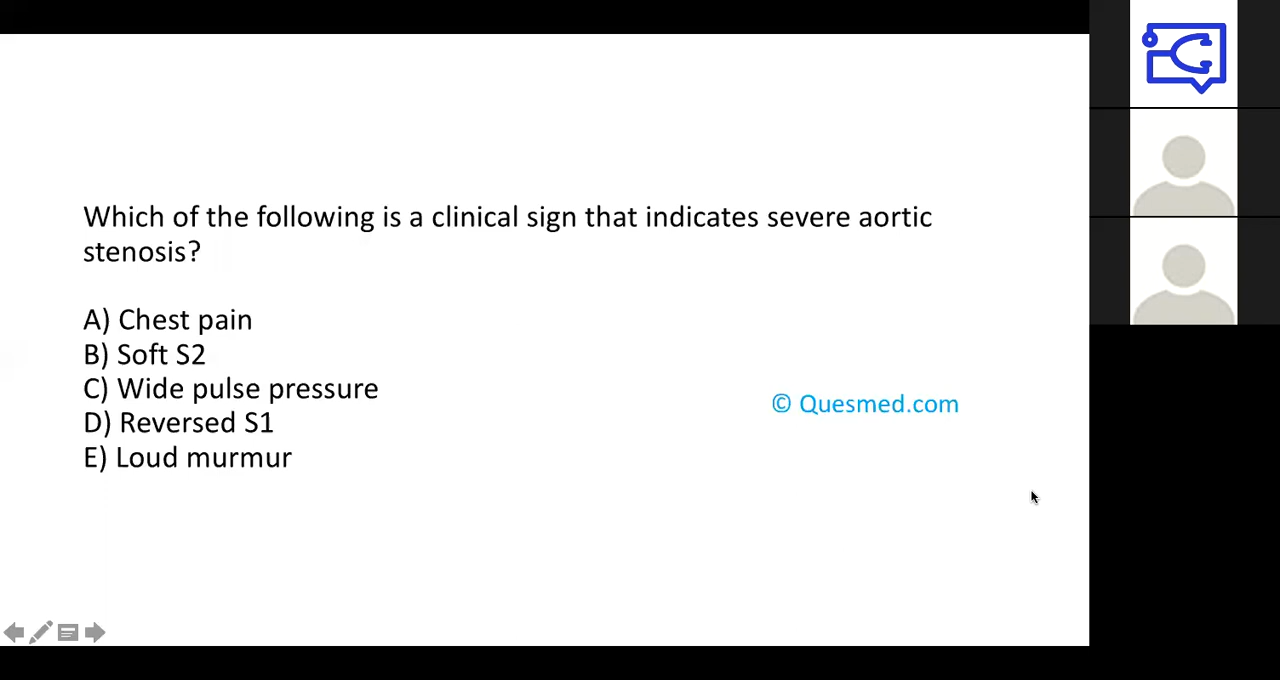 Which of the following is a clinical sign that indicates severe aortic
stenosis?
A) Chest pain
B) Soft S2
C) Wide pulse pressure
D) Reversed S1
E) Loud murmur
© Quesmed.com